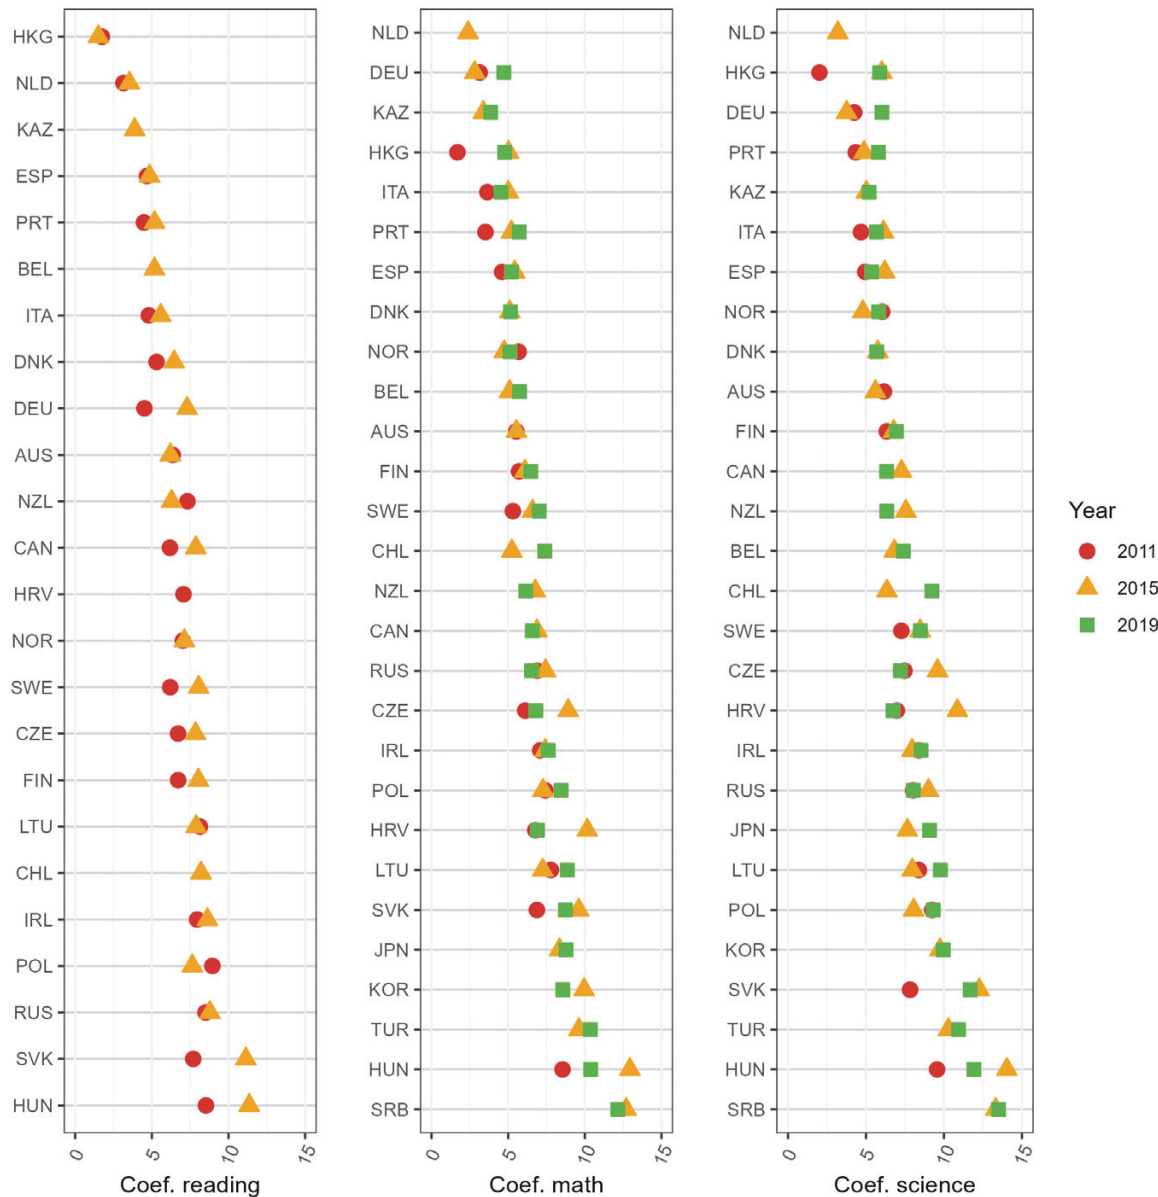 HKG
NLD
KAZ
ESP
PRT
BEL
ITA
DNK
DEU
AUS
NZL
CAN
HRV
NOR
SWE
CZE
FIN
LTU
CHL
IRL
POL
RUS
SVK
HUN
0 5 10 15
Coef. reading
NLD
DEU
KAZ
HKG
ITA
PRT
ESP
DNK
NOR
BEL
AUS
FIN
SWE
CHL
NZL
CAN
RUS
CZE
IRL
POL
HRV
LTU
SVK
JPN
KOR
TUR
HUN
SRB
0 5 10 15
Coef. math
NLD
HKG
DEU
PRT
KAZ
ITA
ESP
NOR
DNK
AUS
FIN
CAN
NZL
BEL
CHL
SWE
CZE
HRV
IRL
RUS
JPN
LTU
POL
KOR
SVK
TUR
HUN
SRB
0 5 10 15
Coef. science
Year
2011
2015
2019